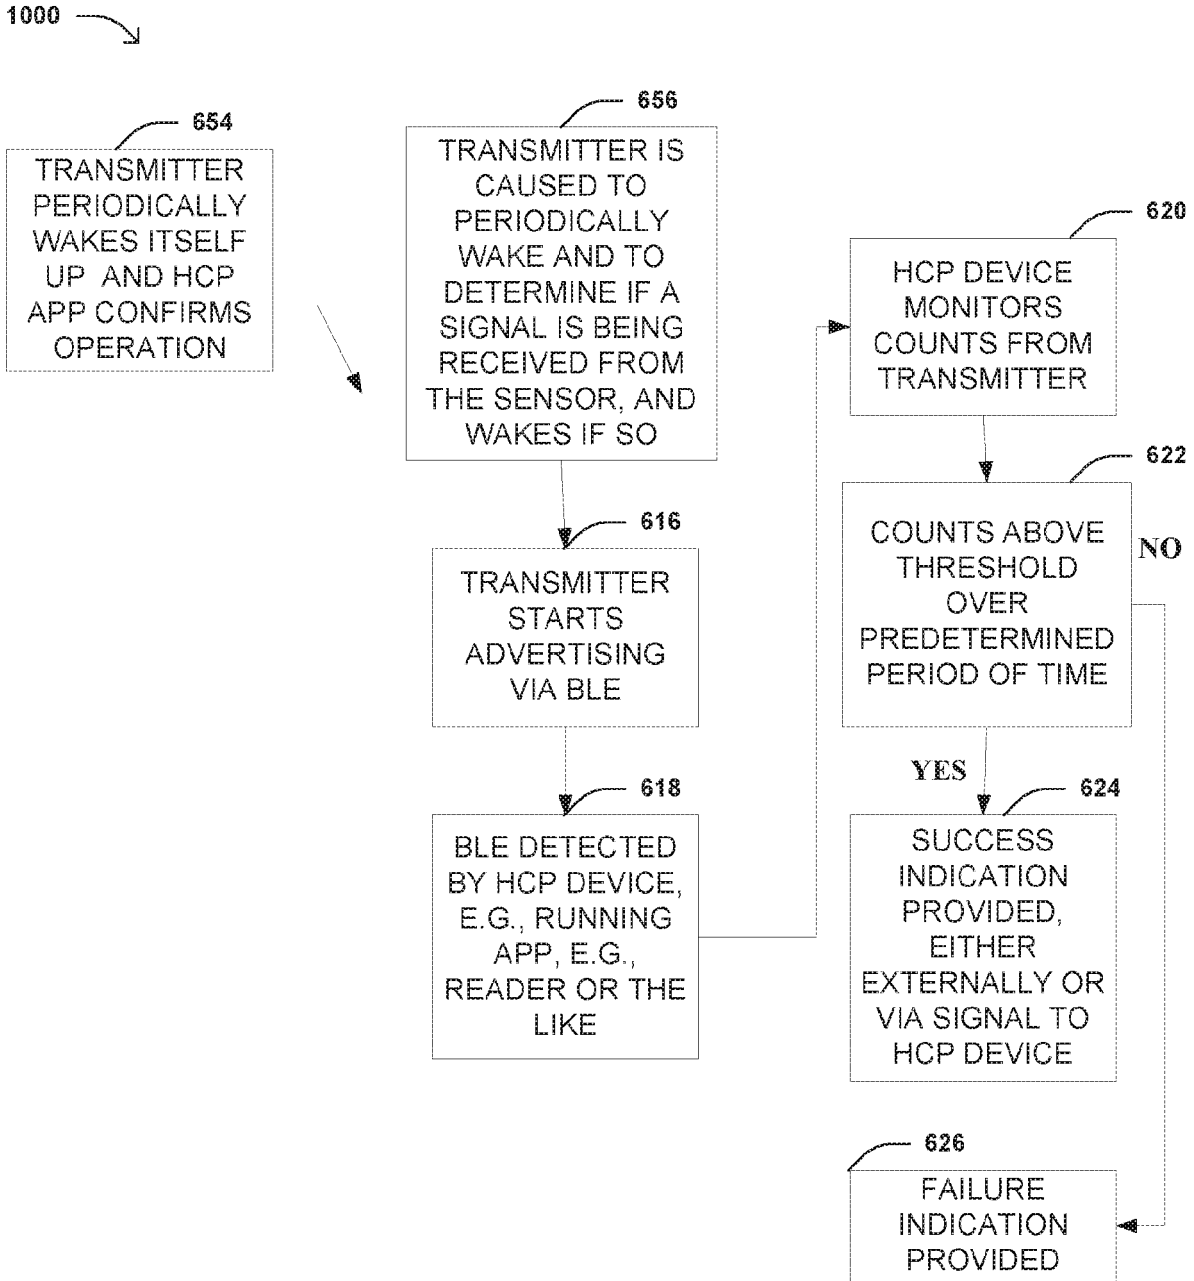 1000
654
TRANSMITTER
PERIODICALLY
WAKES ITSELF
UP AND HCP
APP CONFIRMS
OPERATION
656
TRANSMITTER IS
CAUSED TO
PERIODICALLY
WAKE AND TO
DETERMINE IF A
SIGNAL IS BEING
RECEIVED FROM
THE SENSOR, AND
WAKES IF SO
616
TRANSMITTER
STARTS
ADVERTISING
VIA BLE
618
BLE DETECTED
BY HCP DEVICE,
E.G., RUNNING
APP, E.G.,
READER OR THE
LIKE
620
HCP DEVICE
MONITORS
COUNTS FROM
TRANSMITTER
622
COUNTS ABOVE
THRESHOLD
OVER
PREDETERMINED
PERIOD OF TIME
NO
YES
624
SUCCESS
INDICATION
PROVIDED,
EITHER
EXTERNALLY OR
VIA SIGNAL TO
HCP DEVICE
626
FAILURE
INDICATION
PROVIDED